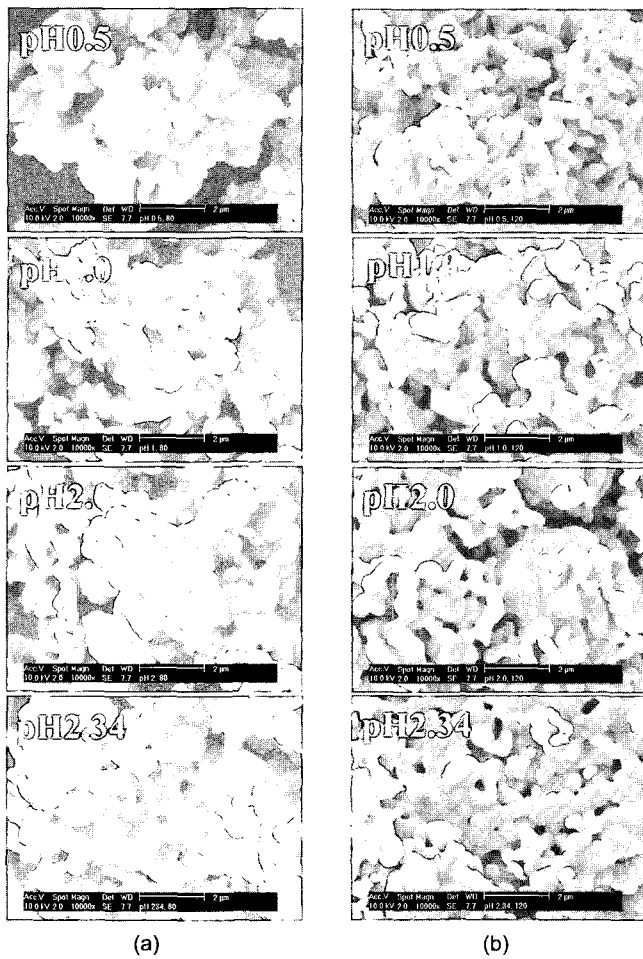 pH0.5
Acc.V Spot Magn Det WD 2 µm
10.0 kV 2.0 10000x SE 7.7 pH 0.5, 80
pH0.5
Acc.V Spot Magn Det WD 2 µm
10.0 kV 2.0 10000x SE 7.7 pH 0.5, 120
pH1.0
Acc.V Spot Magn Det WD 2 µm
10.0 kV 2.0 10000x SE 7.7 pH 1, 80
pH1.0
Acc.V Spot Magn Det WD 2 µm
10.0 kV 2.0 10000x SE 7.7 pH 1.0, 120
pH2.0
Acc.V Spot Magn Det WD 2 µm
10.0 kV 2.0 10000x SE 7.7 pH 2, 80
pH2.0
Acc.V Spot Magn Det WD 2 µm
10.0 kV 2.0 10000x SE 7.7 pH 2.0, 120
pH2.34
Acc.V Spot Magn Det WD 2 µm
10.0 kV 2.0 10000x SE 7.7 pH 234, 80
pH2.34
Acc.V Spot Magn Det WD 2 µm
10.0 kV 2.0 10000x SE 7.7 pH 2.34, 120
(a)
(b)